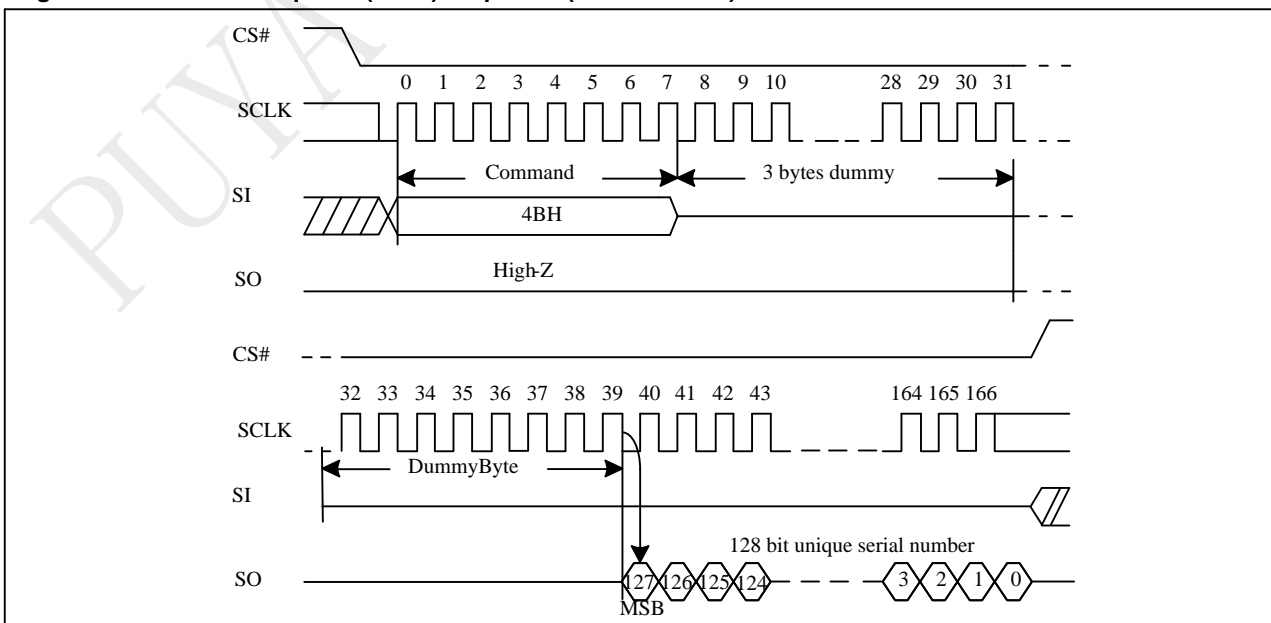 PUYA
CS#
0 1 2 3 4 5 6 7 8 9 10 28 29 30 31
SCLK
Command 3 bytes dummy
SI
4BH
High-Z
SO
CS#
32 33 34 35 36 37 38 39 40 41 42 43 164 165 166
SCLK
DummyByte
SI
128 bit unique serial number
SO 127 126 125 124 3 2 1 0
MSB